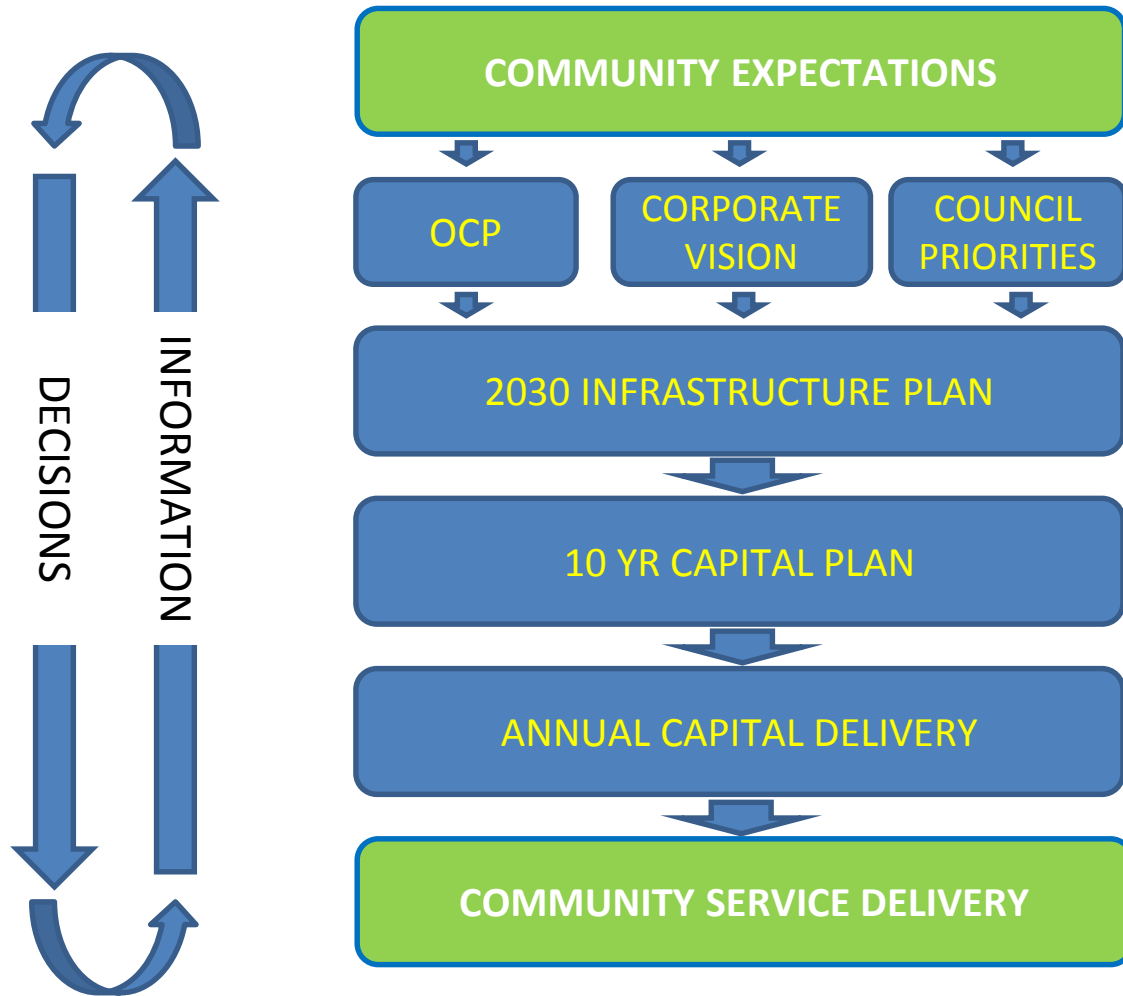 COMMUNITY EXPECTATIONS
OCP
CORPORATE
VISION
COUNCIL
PRIORITIES
2030 INFRASTRUCTURE PLAN
10 YR CAPITAL PLAN
ANNUAL CAPITAL DELIVERY
COMMUNITY SERVICE DELIVERY
DECISIONS
INFORMATION